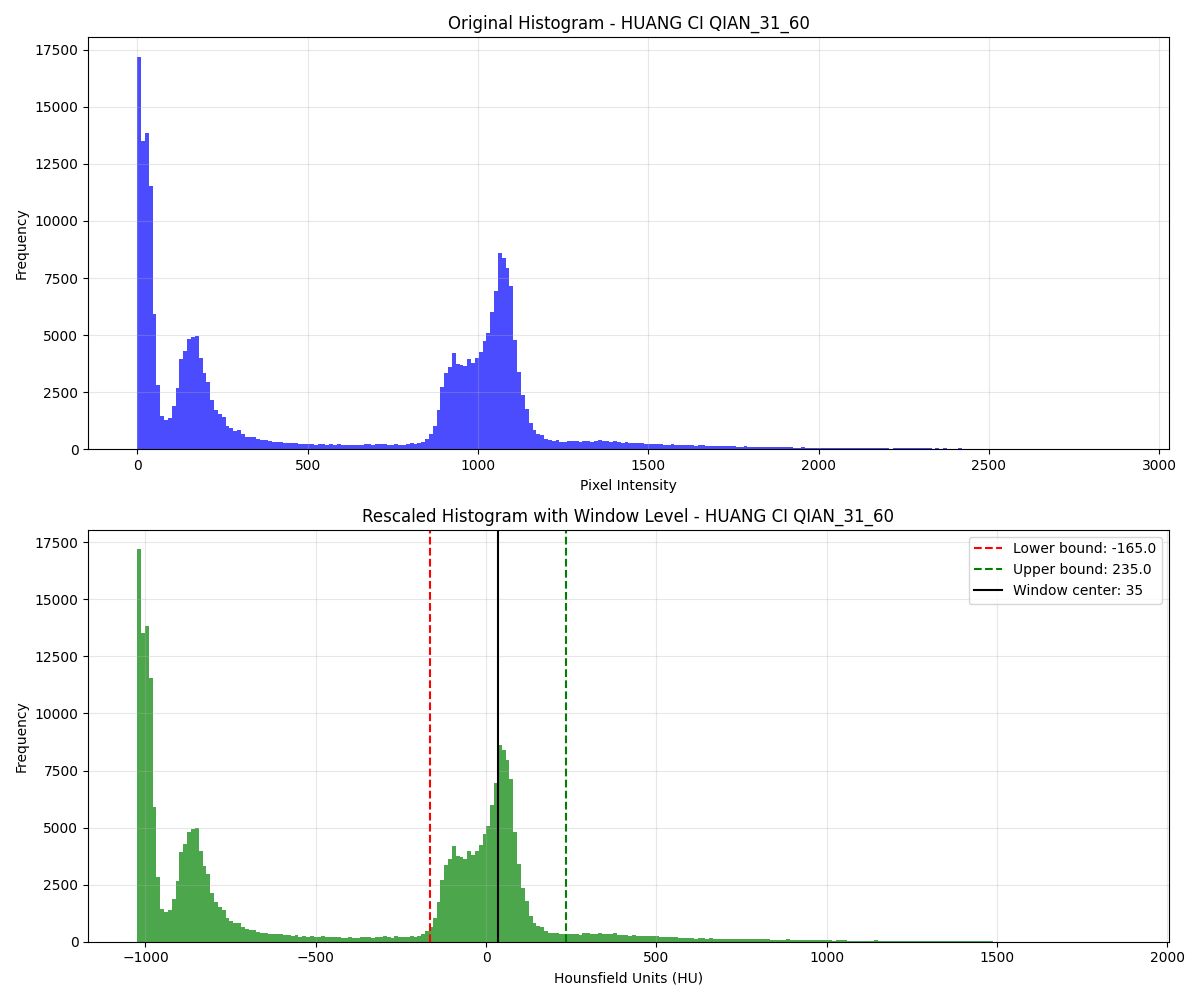 Original Histogram - HUANG CI QIAN_31_60
17500
15000
12500
10000
7500
5000
2500
0
Frequency
0 500 1000 1500 2000 2500 3000
Pixel Intensity
Rescaled Histogram with Window Level - HUANG CI QIAN_31_60
Lower bound: -165.0
Upper bound: 235.0
Window center: 35
17500
15000
12500
10000
7500
5000
2500
0
Frequency
−1000 −500 0 500 1000 1500 2000
Hounsfield Units (HU)